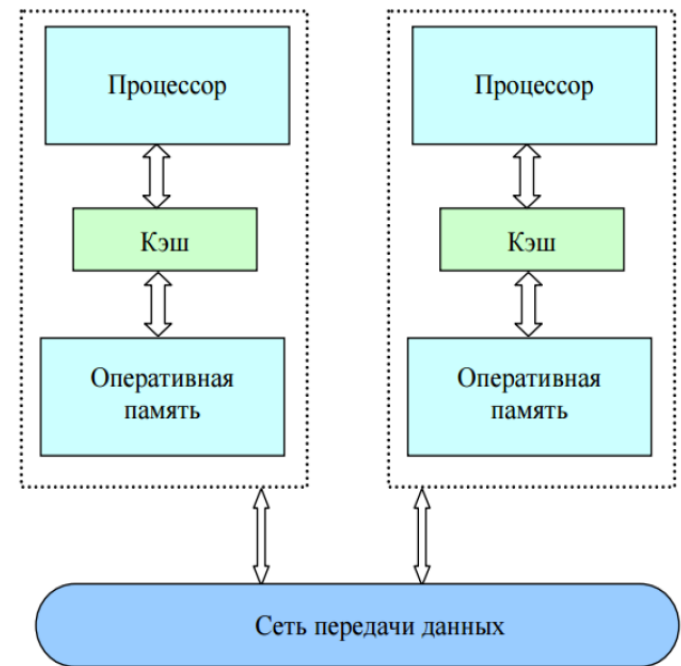 Процессор
Процессор
Кэш
Кэш
Оперативная
память
Оперативная
память
Сеть передачи данных